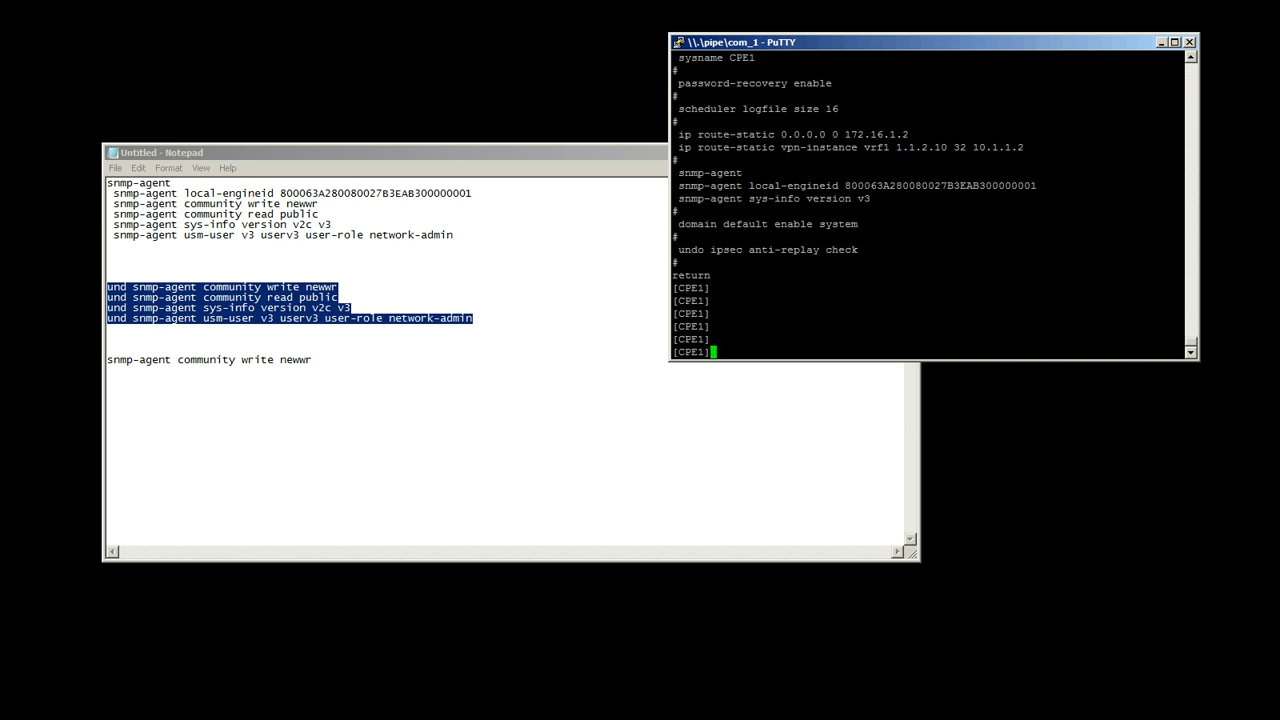 \\.\pipe\com_1 - PuTTY
sysname CPE1
#
password-recovery enable
#
scheduler logfile size 16
#
ip route-static 0.0.0.0 0 172.16.1.2
ip route-static vpn-instance vrf1 1.1.2.10 32 10.1.1.2
#
snmp-agent
snmp-agent local-engineid 800063A280080027B3EAB300000001
snmp-agent sys-info version v3
#
domain default enable system
#
undo ipsec anti-replay check
#
return
[CPE1]
[CPE1]
[CPE1]
[CPE1]
[CPE1]
[CPE1]
Untitled - Notepad
File Edit Format View Help
snmp-agent
snmp-agent local-engineid 800063A280080027B3EAB300000001
snmp-agent community write newwr
snmp-agent community read public
snmp-agent sys-info version v2c v3
snmp-agent usm-user v3 userv3 user-role network-admin
und snmp-agent community write newwr
und snmp-agent community read public
und snmp-agent sys-info version v2c v3
und snmp-agent usm-user v3 userv3 user-role network-admin
snmp-agent community write newwr